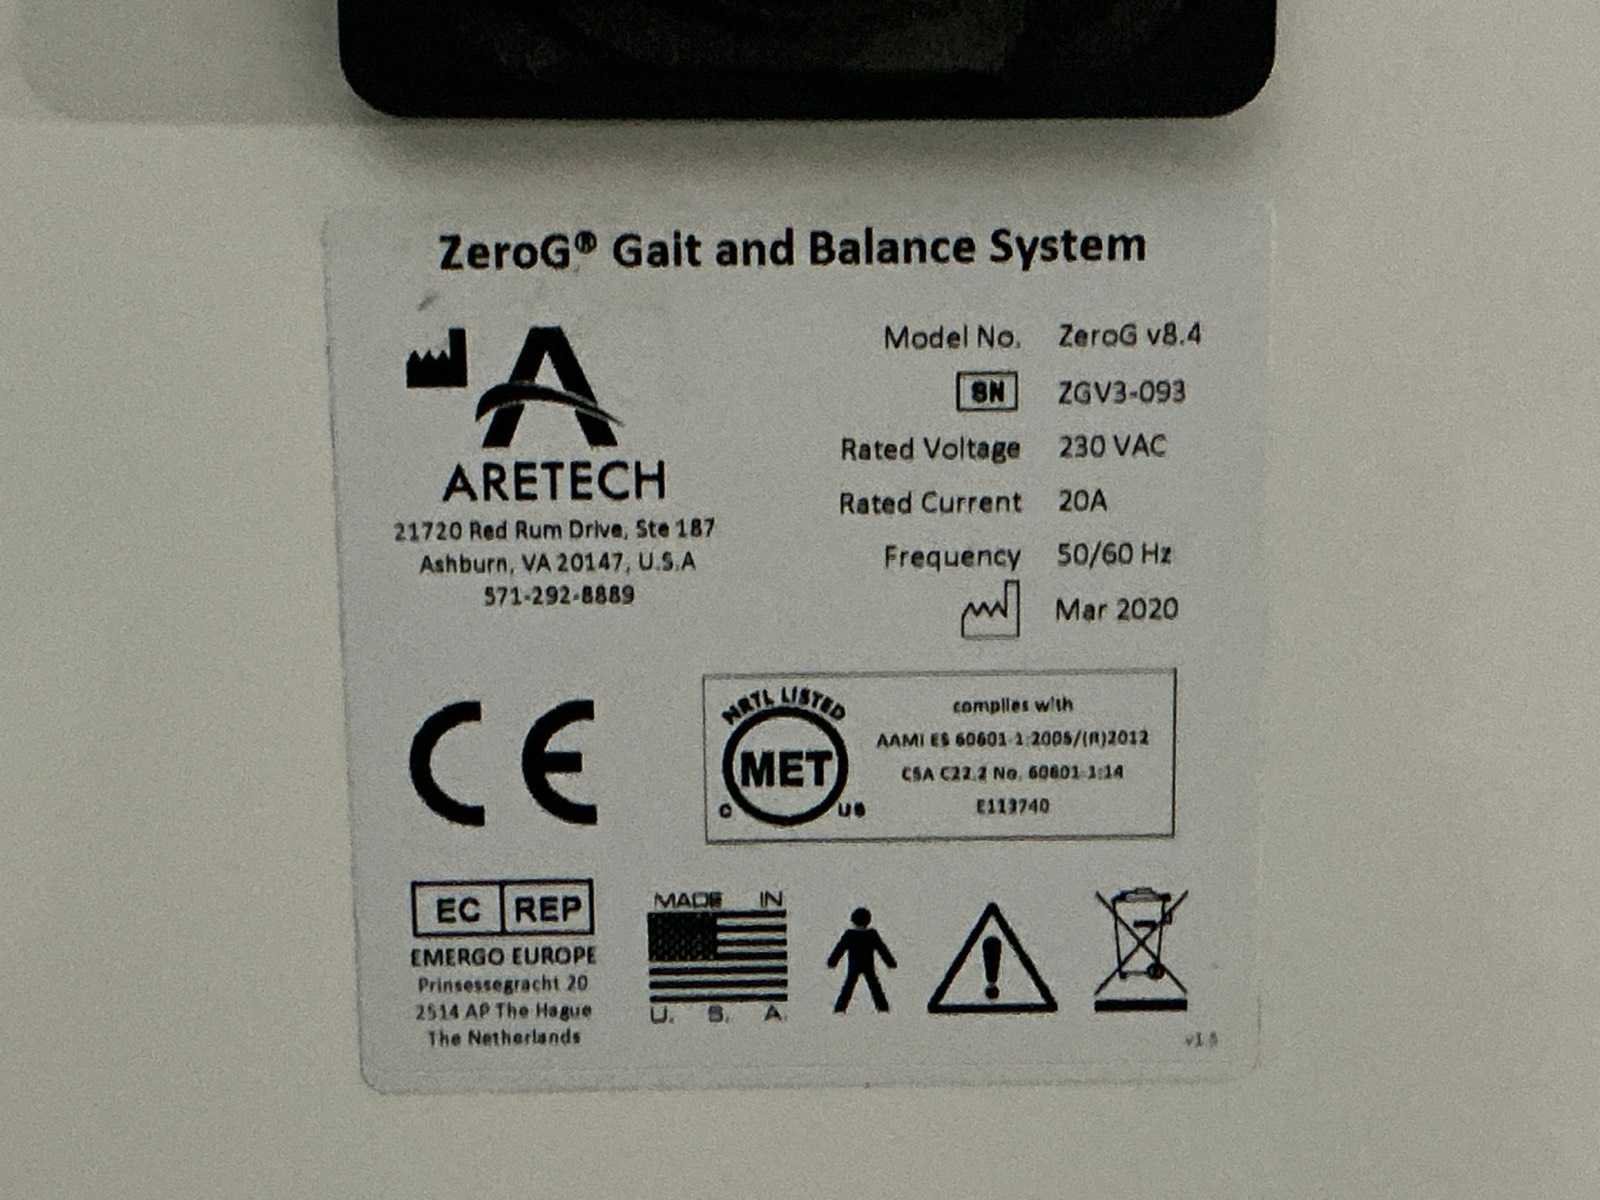 ZeroG® Gait and Balance System
ARETECH
21720 Red Rum Drive, Ste 187
Ashburn, VA 20147, U.S.A
571-292-8889
Model No. ZeroG v8.4
SN ZGV3-093
Rated Voltage 230 VAC
Rated Current 20A
Frequency 50/60 Hz
Mar 2020
CE
NRTL LISTED
MET
C US
complies with
AAMI ES 60601-1:2005/(R)2012
CSA C22.2 No. 60601-1:14
E113740
EC REP
EMERGO EUROPE
Prinsessegracht 20
2514 AP The Hague
The Netherlands
MADE IN
U. S. A.